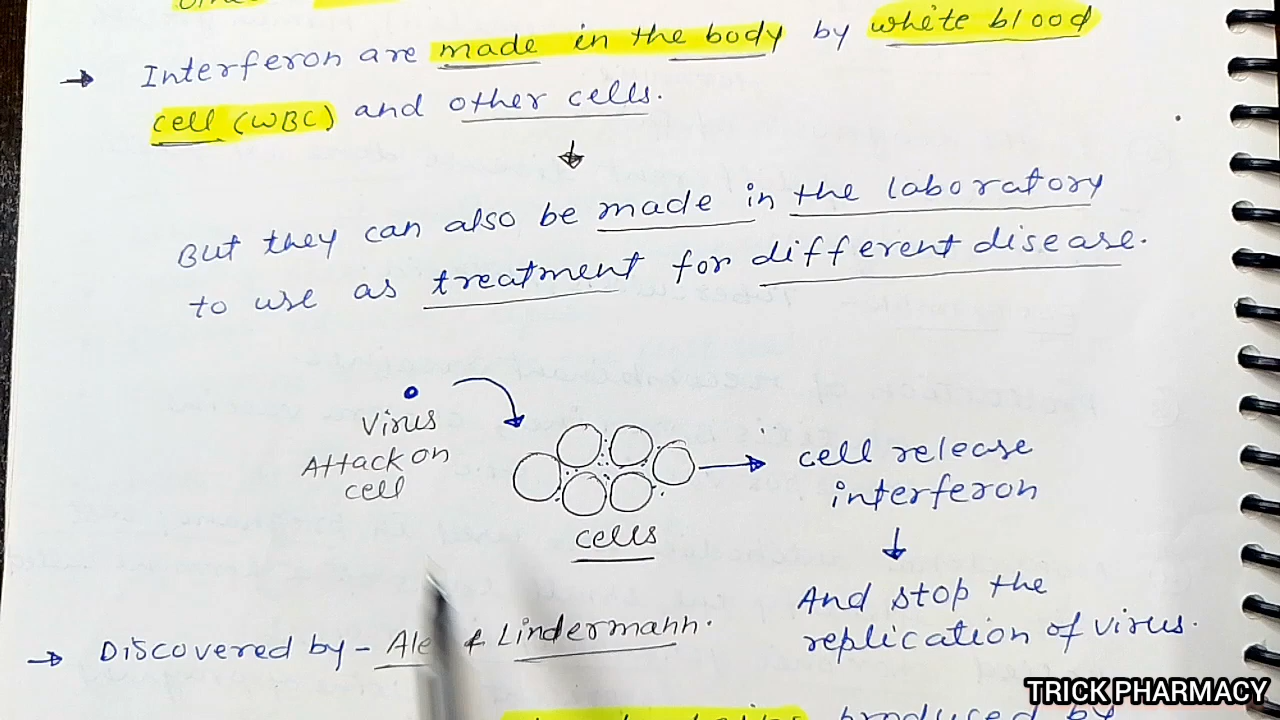 → Interferon are made in the body by white blood
cell (WBC) and other cells.
But they can also be made in the laboratory
to use as treatment for different disease.
Virus
Attack on
cell
cells
cell release
interferon
And stop the
replication of virus.
→ Discovered by - & Lindermann.
produced by
TRICK PHARMACY